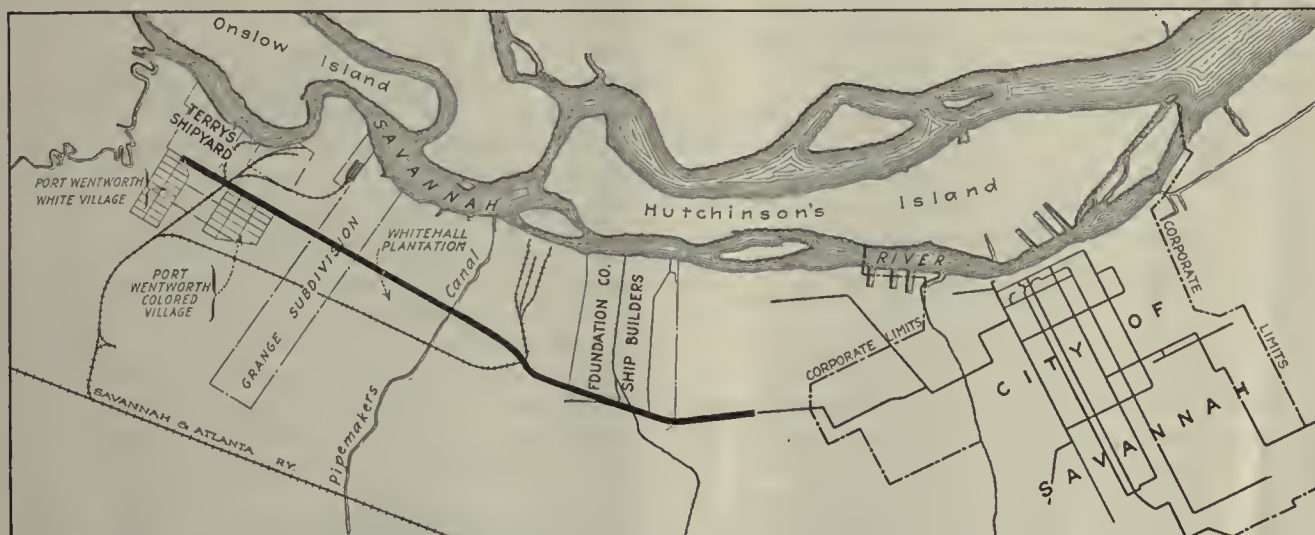 Onslow
Island
TERRYS
SHIPYARD
PORT WENTWORTH
WHITE VILLAGE
SAVANNAH
Hutchinson's
Island
RIVER
WHITEHALL
PLANTATION
PORT
WENTWORTH
COLORED
VILLAGE
GRANGE SUBDIVISION
Pipemakers
Canal
FOUNDATION CO.
SHIP BUILDERS
CORPORATE LIMITS
CORPORATE
LIMITS
CITY OF
SAVANNAH
SAVANNAH & ATLANTA RY.